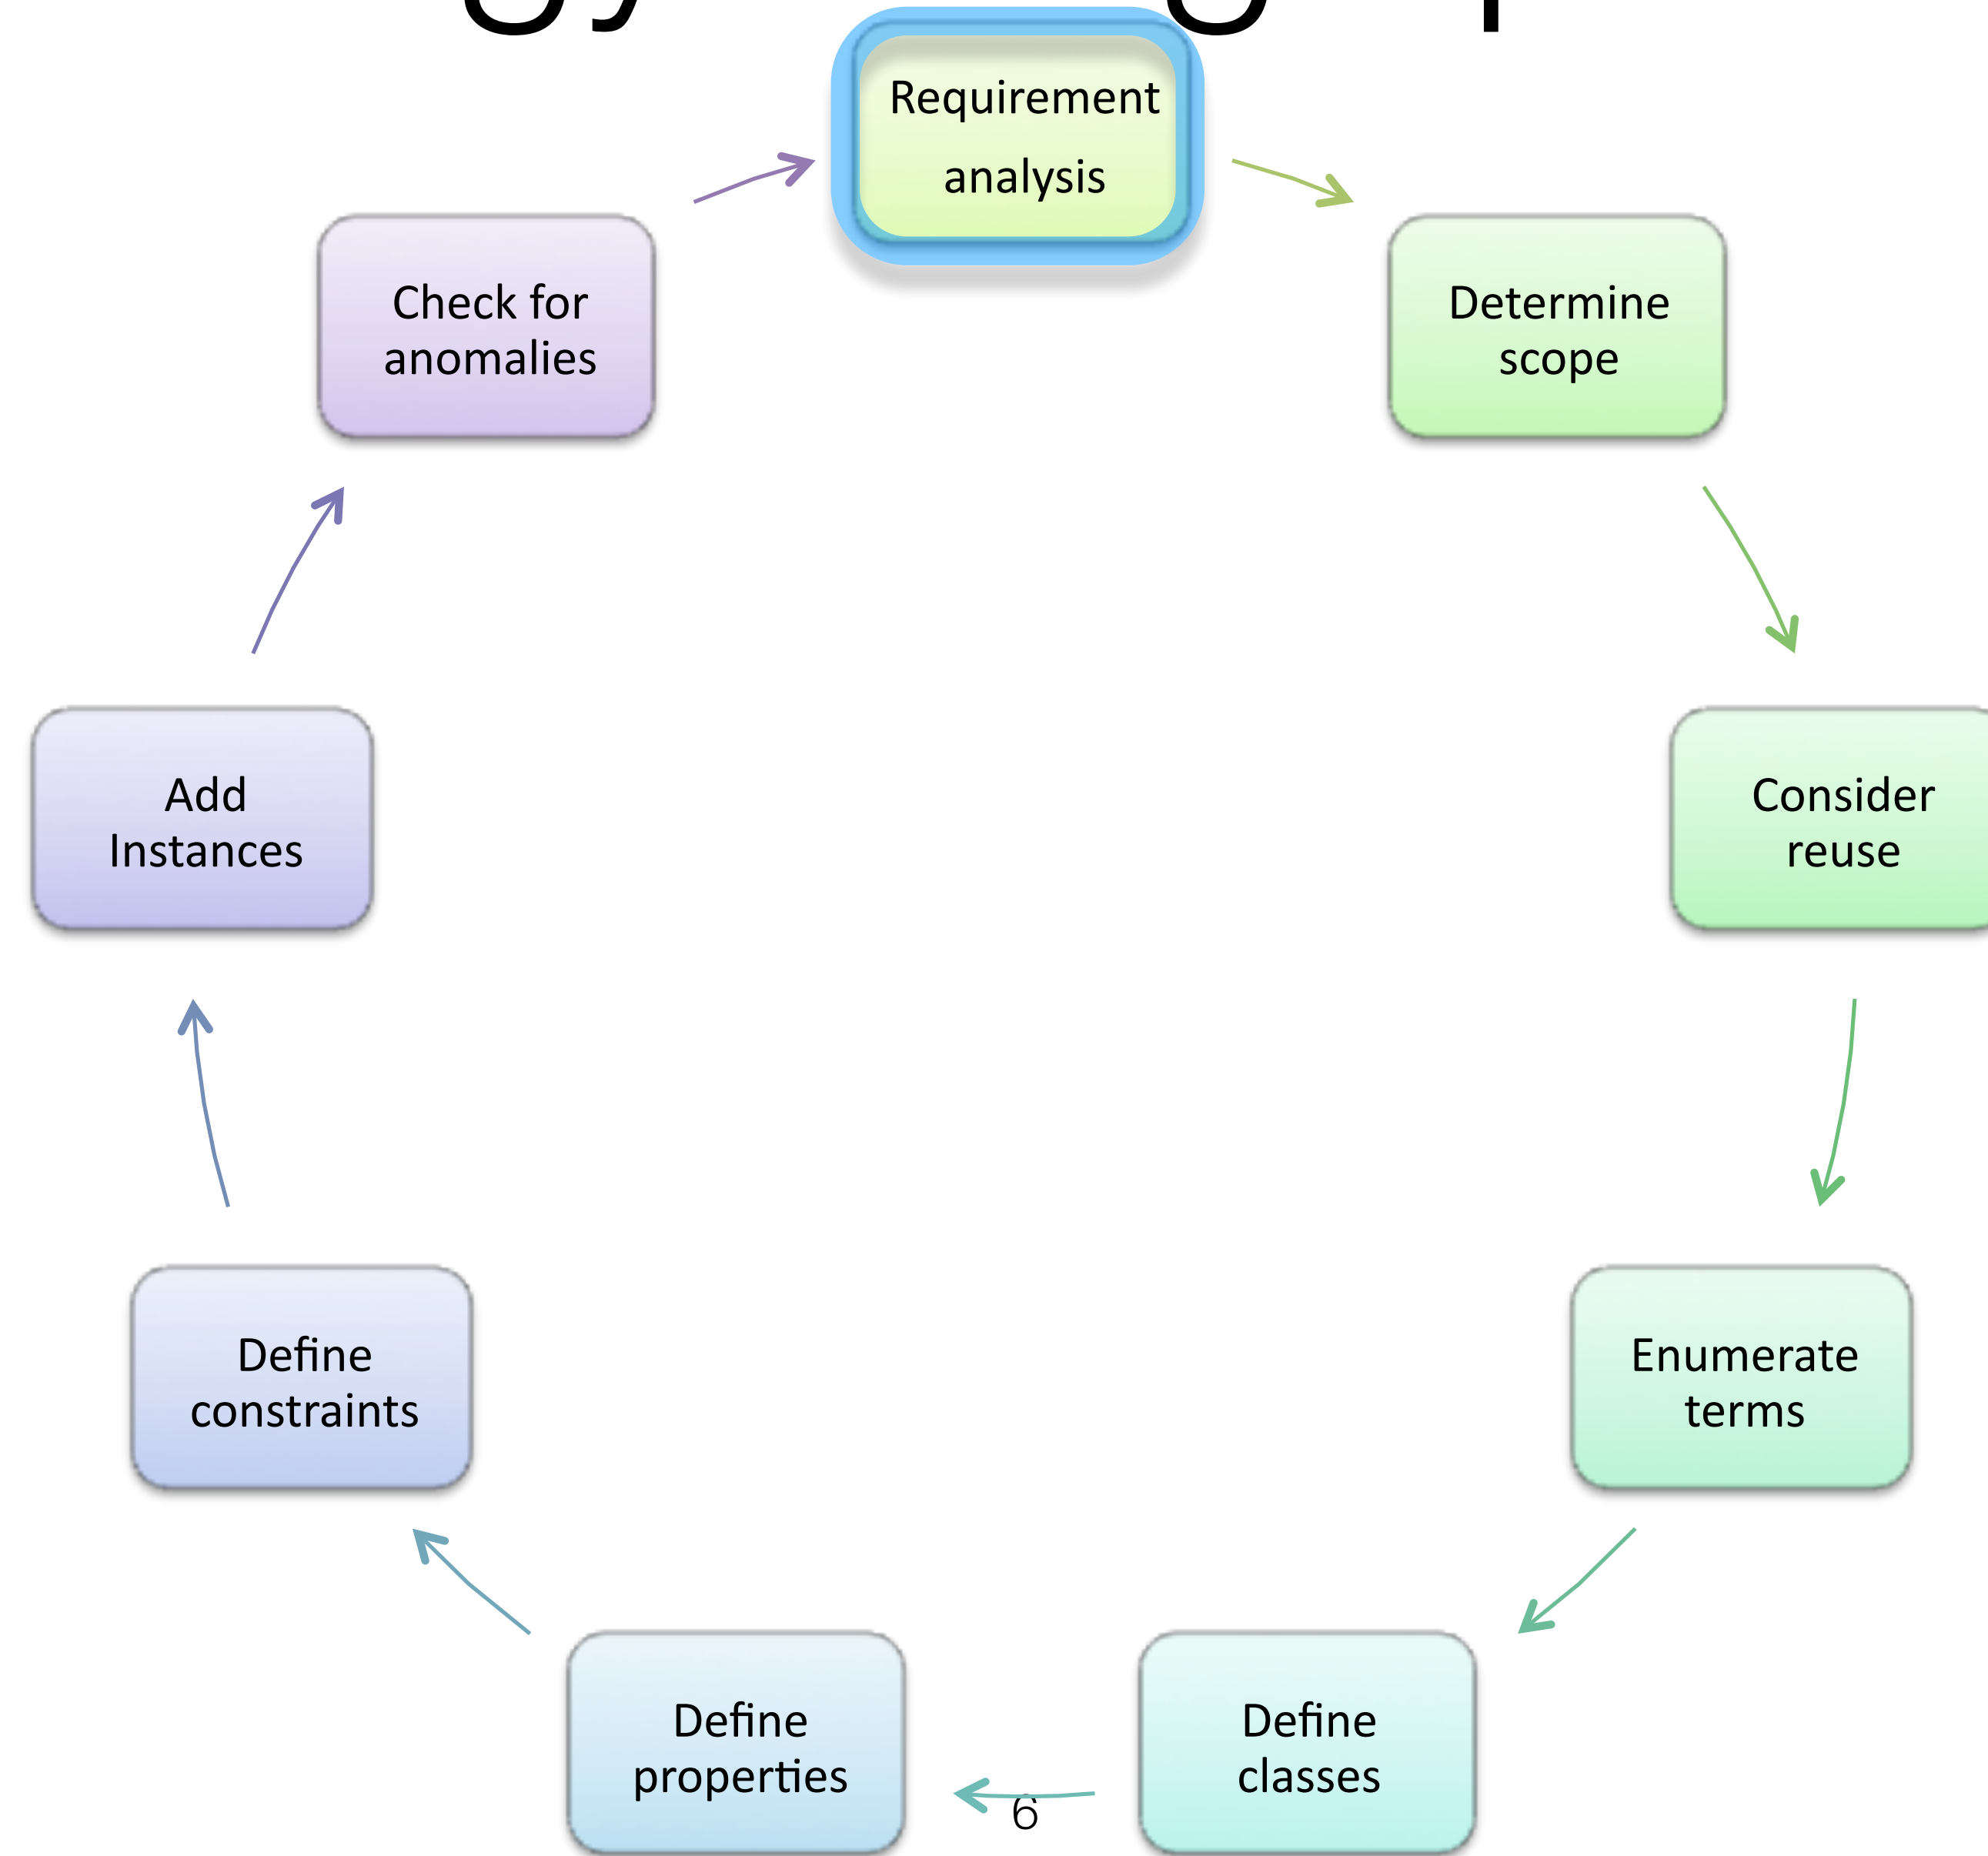 Requirement
analysis
Determine
scope
Consider
reuse
Enumerate
terms
Define
classes
Define
properties
Define
constraints
Add
Instances
Check for
anomalies
6